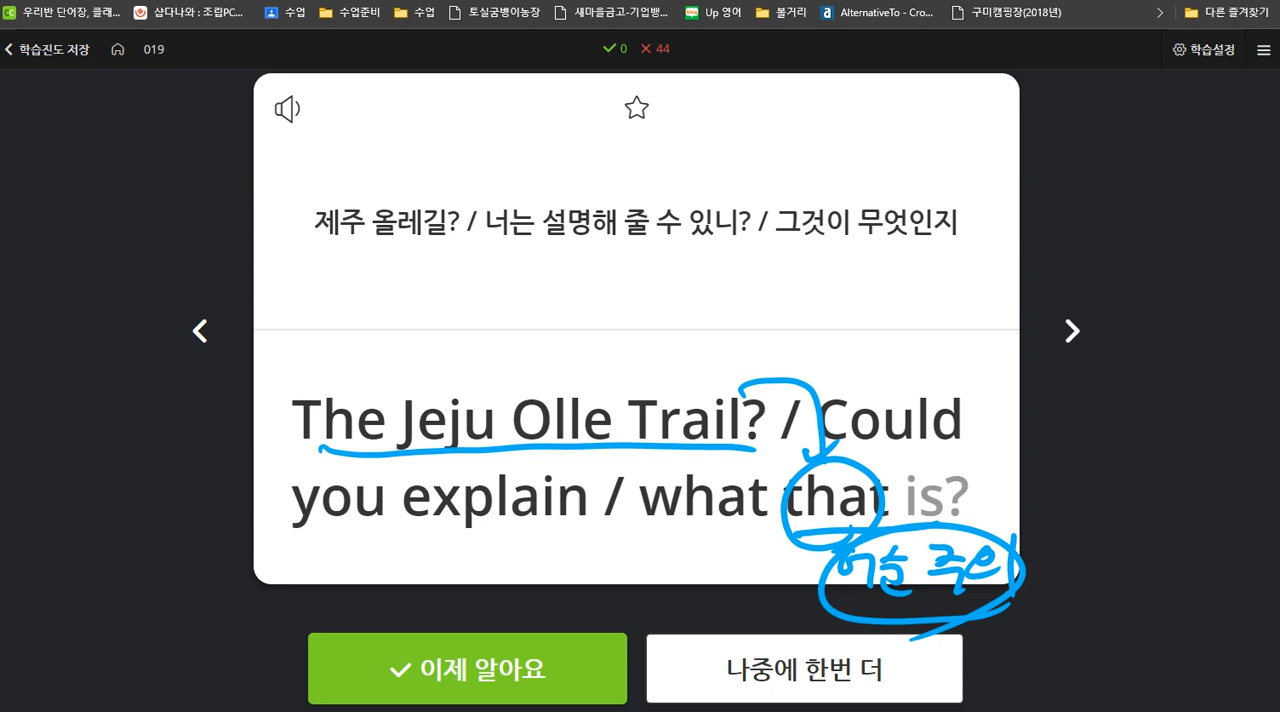 우리반 단어장, 클래... 샵다나와 : 조립PC... 수업 수업준비 수업 토실굼벵이농장 새마을금고-기업뱅... Up 영어 볼거리 AlternativeTo - Cro... 구미캠핑장(2018년) 다른 즐겨찾기
학습진도 저장 019 0 44 학습설정
제주 올레길? / 너는 설명해 줄 수 있니? / 그것이 무엇인지
The Jeju Olle Trail? / Could
you explain / what that is?
어순 주의
이제 알아요 나중에 한번 더